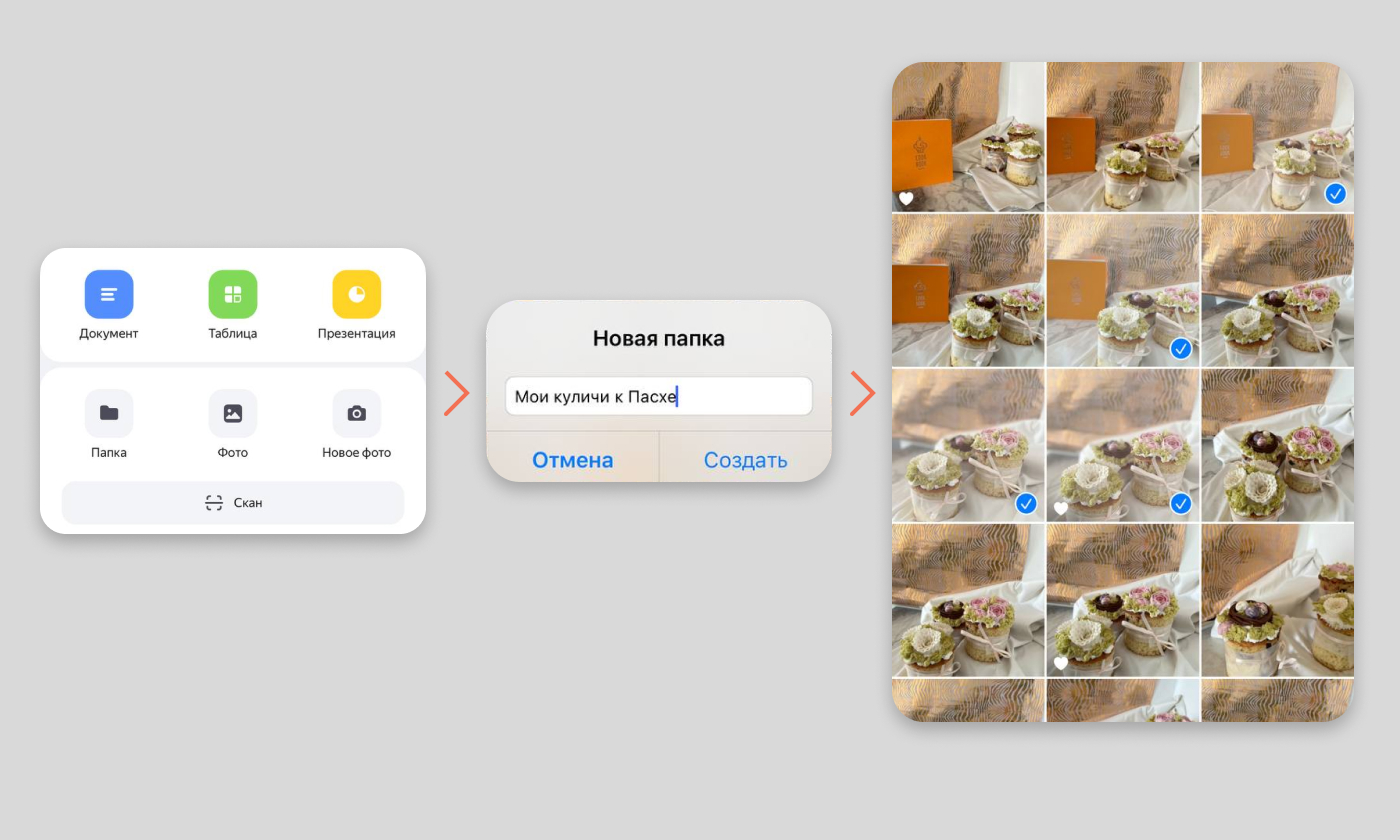 Документ
Таблица
Презентация
Папка
Фото
Новое фото
Скан
Новая папка
Мои куличи к Пасхе
Отмена
Создать